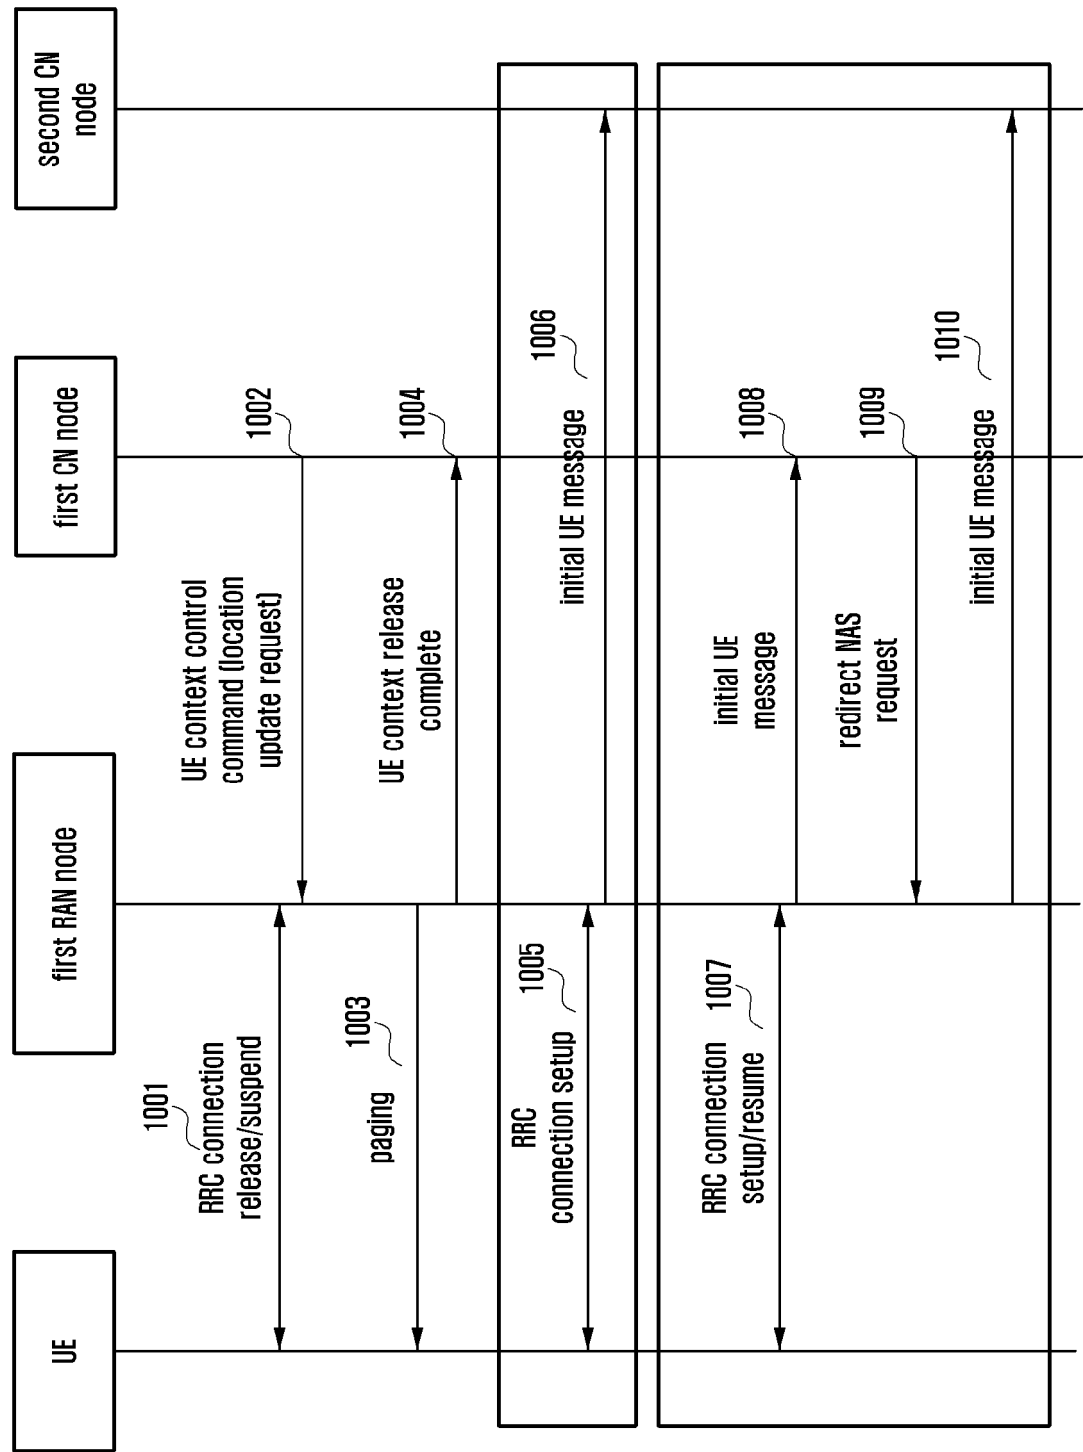 UE
first RAN node
first CN node
second CN
node
1001
RRC connection
release/suspend
UE context control
command (location
update request)
1002
paging
1003
UE context release
complete
1004
RRC
connection setup
1005
initial UE message
1006
RRC connection
setup/resume
1007
initial UE
message
1008
redirect NAS
request
1009
initial UE message
1010